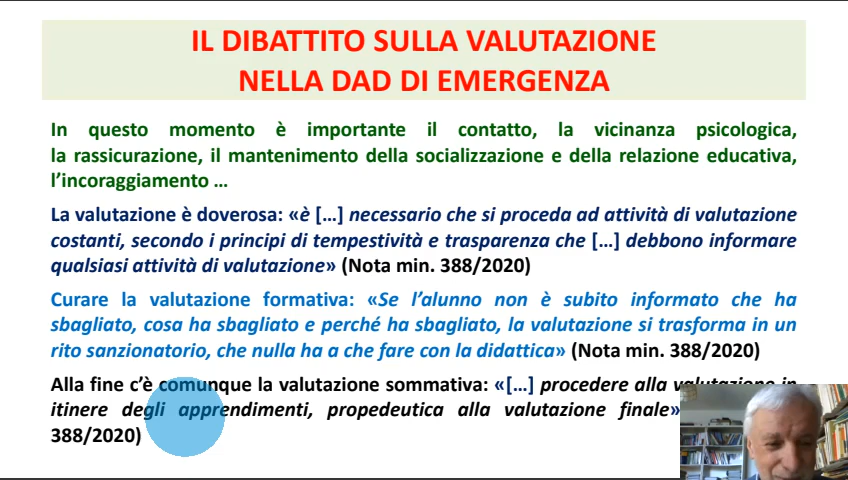 IL DIBATTITO SULLA VALUTAZIONE
NELLA DAD DI EMERGENZA
In questo momento è importante il contatto, la vicinanza psicologica,
la rassicurazione, il mantenimento della socializzazione e della relazione educativa,
l’incoraggiamento …
La valutazione è doverosa: «è […] necessario che si proceda ad attività di valutazione
costanti, secondo i principi di tempestività e trasparenza che […] debbono informare
qualsiasi attività di valutazione» (Nota min. 388/2020)
Curare la valutazione formativa: «Se l’alunno non è subito informato che ha
sbagliato, cosa ha sbagliato e perché ha sbagliato, la valutazione si trasforma in un
rito sanzionatorio, che nulla ha a che fare con la didattica» (Nota min. 388/2020)
Alla fine c’è comunque la valutazione sommativa: «[…] procedere alla valutazione in
itinere degli apprendimenti, propedeutica alla valutazione finale»
388/2020)